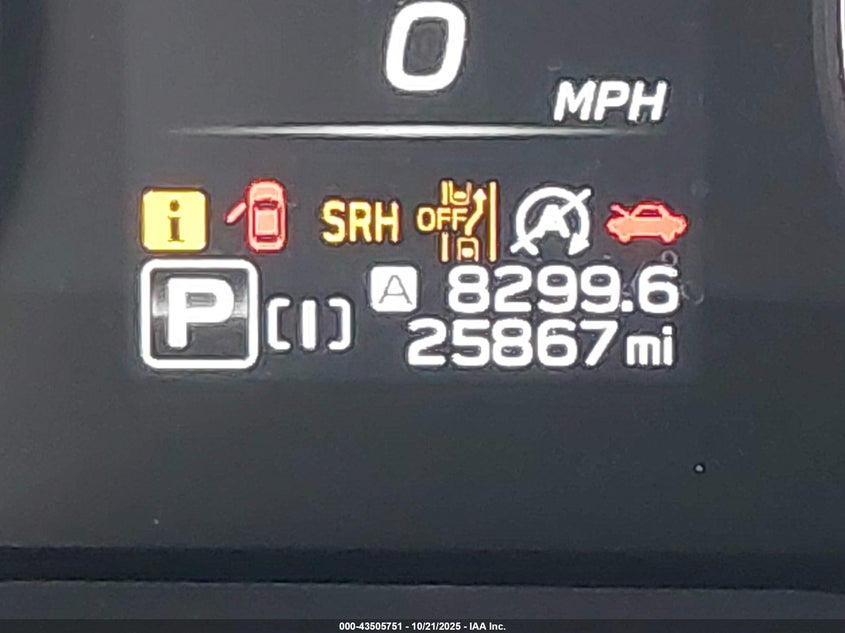 0
MPH
i SRH OFF A
A 8299.6
P [I] 25867 mi
000-43505751 - 10/21/2025 - IAA Inc.